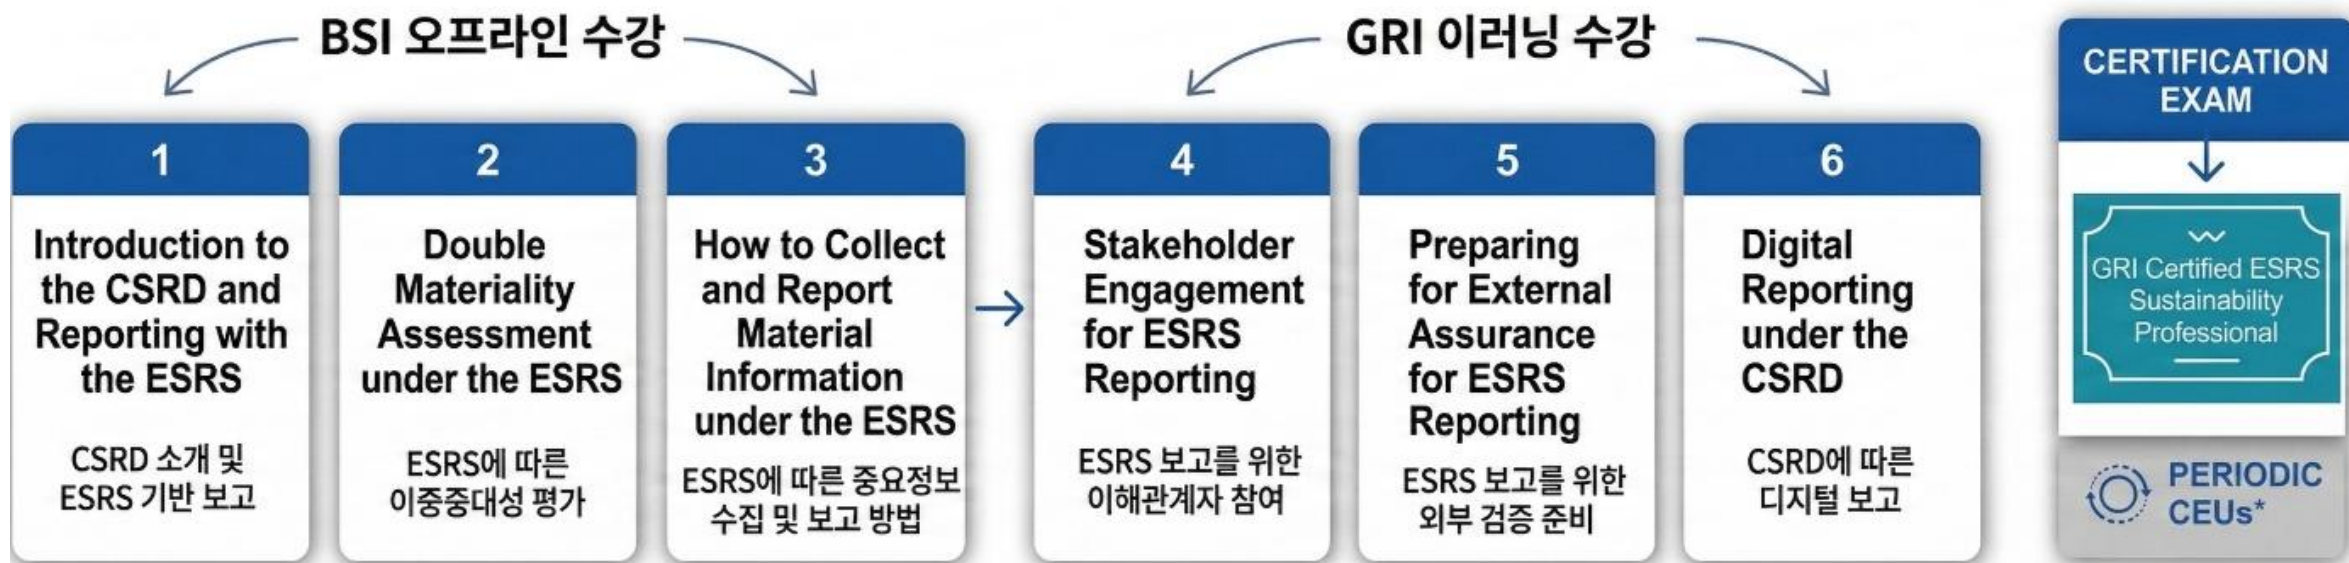 BSI 오프라인 수강
GRI 이러닝 수강
1
Introduction to
the CSRD and
Reporting with
the ESRS
CSRD 소개 및
ESRS 기반 보고
2
Double
Materiality
Assessment
under the ESRS
ESRS에 따른
이중중대성 평가
3
How to Collect
and Report
Material
Information
under the ESRS
ESRS에 따른 중요정보
수집 및 보고 방법
4
Stakeholder
Engagement
for ESRS
Reporting
ESRS 보고를 위한
이해관계자 참여
5
Preparing
for External
Assurance
for ESRS
Reporting
ESRS 보고를 위한
외부 검증 준비
6
Digital
Reporting
under the
CSRD
CSRD에 따른
디지털 보고
CERTIFICATION
EXAM
GRI Certified ESRS
Sustainability
Professional
PERIODIC
CEUs*